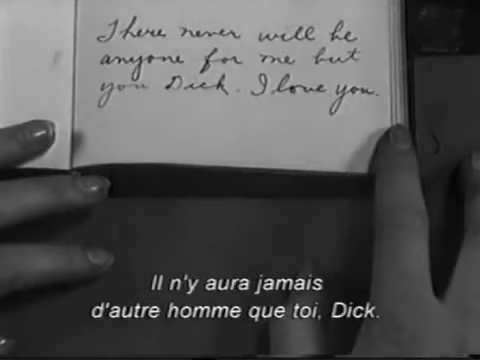 There never will be
anyone for me but
you Dick. I love you.
Il n'y aura jamais
d'autre homme que toi, Dick.